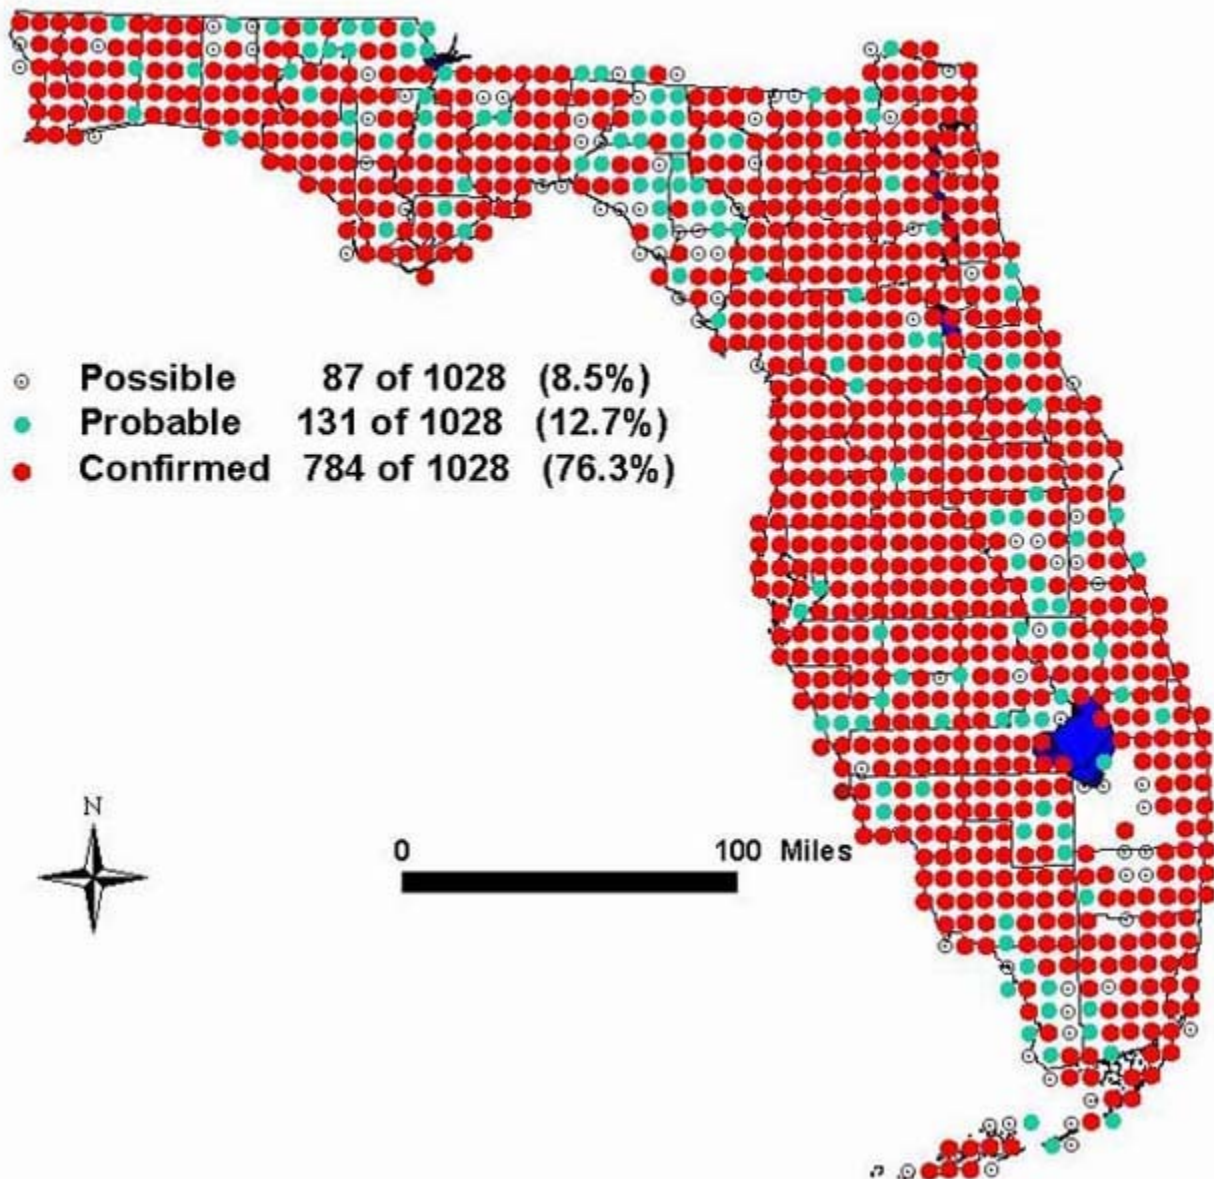 Possible 87 of 1028 (8.5%)
Probable 131 of 1028 (12.7%)
Confirmed 784 of 1028 (76.3%)
N
0 100 Miles